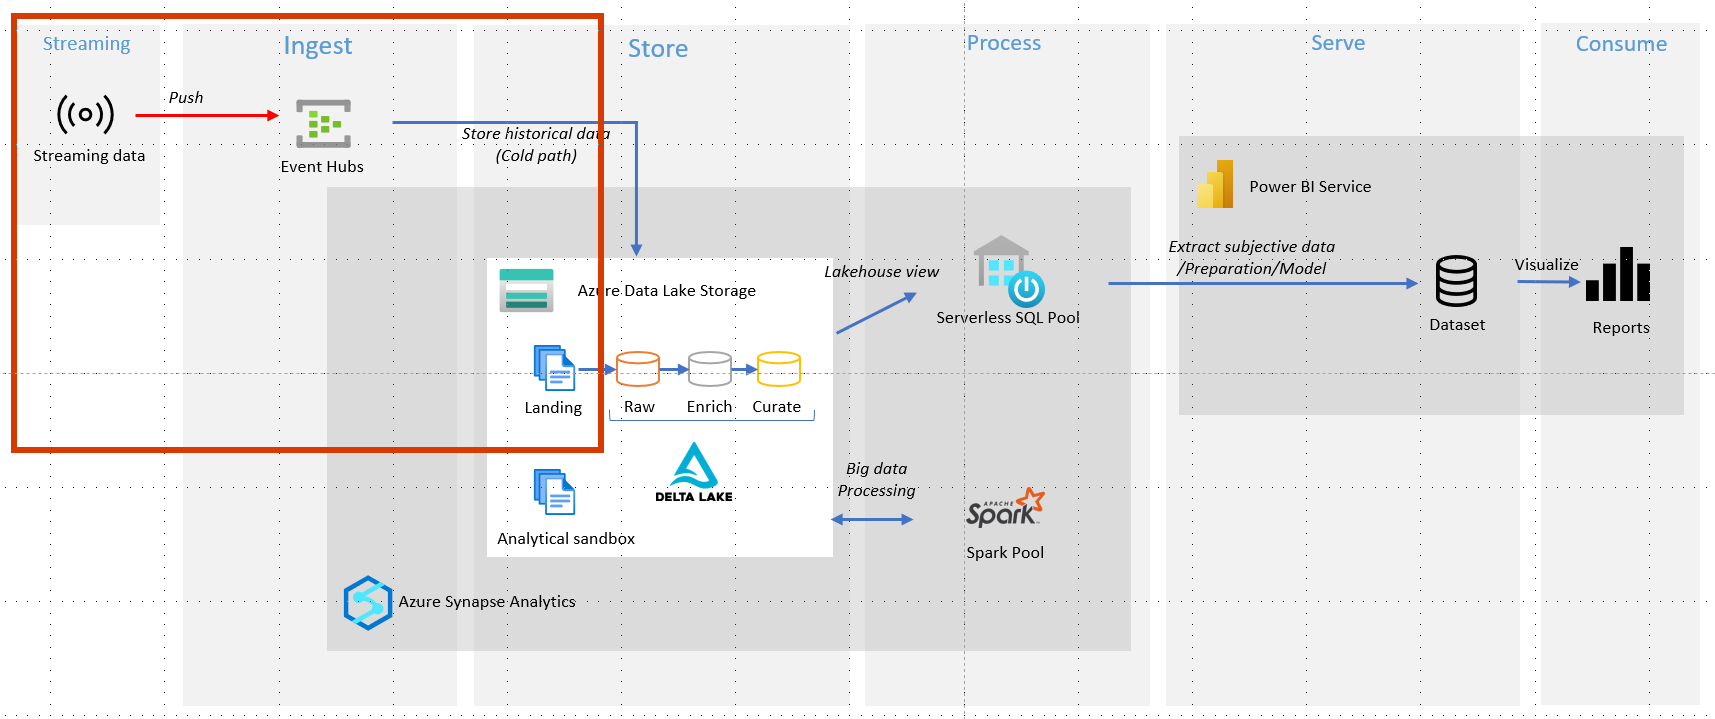 Streaming
Ingest
Store
Process
Serve
Consume
Push
Streaming data
Event Hubs
Store historical data
(Cold path)
Power BI Service
Azure Data Lake Storage
Lakehouse view
Serverless SQL Pool
Extract subjective data
/Preparation/Model
Dataset
Visualize
Reports
Landing
Raw
Enrich
Curate
DELTA LAKE
Analytical sandbox
Big data
Processing
APACHE
Spark
Spark Pool
Azure Synapse Analytics